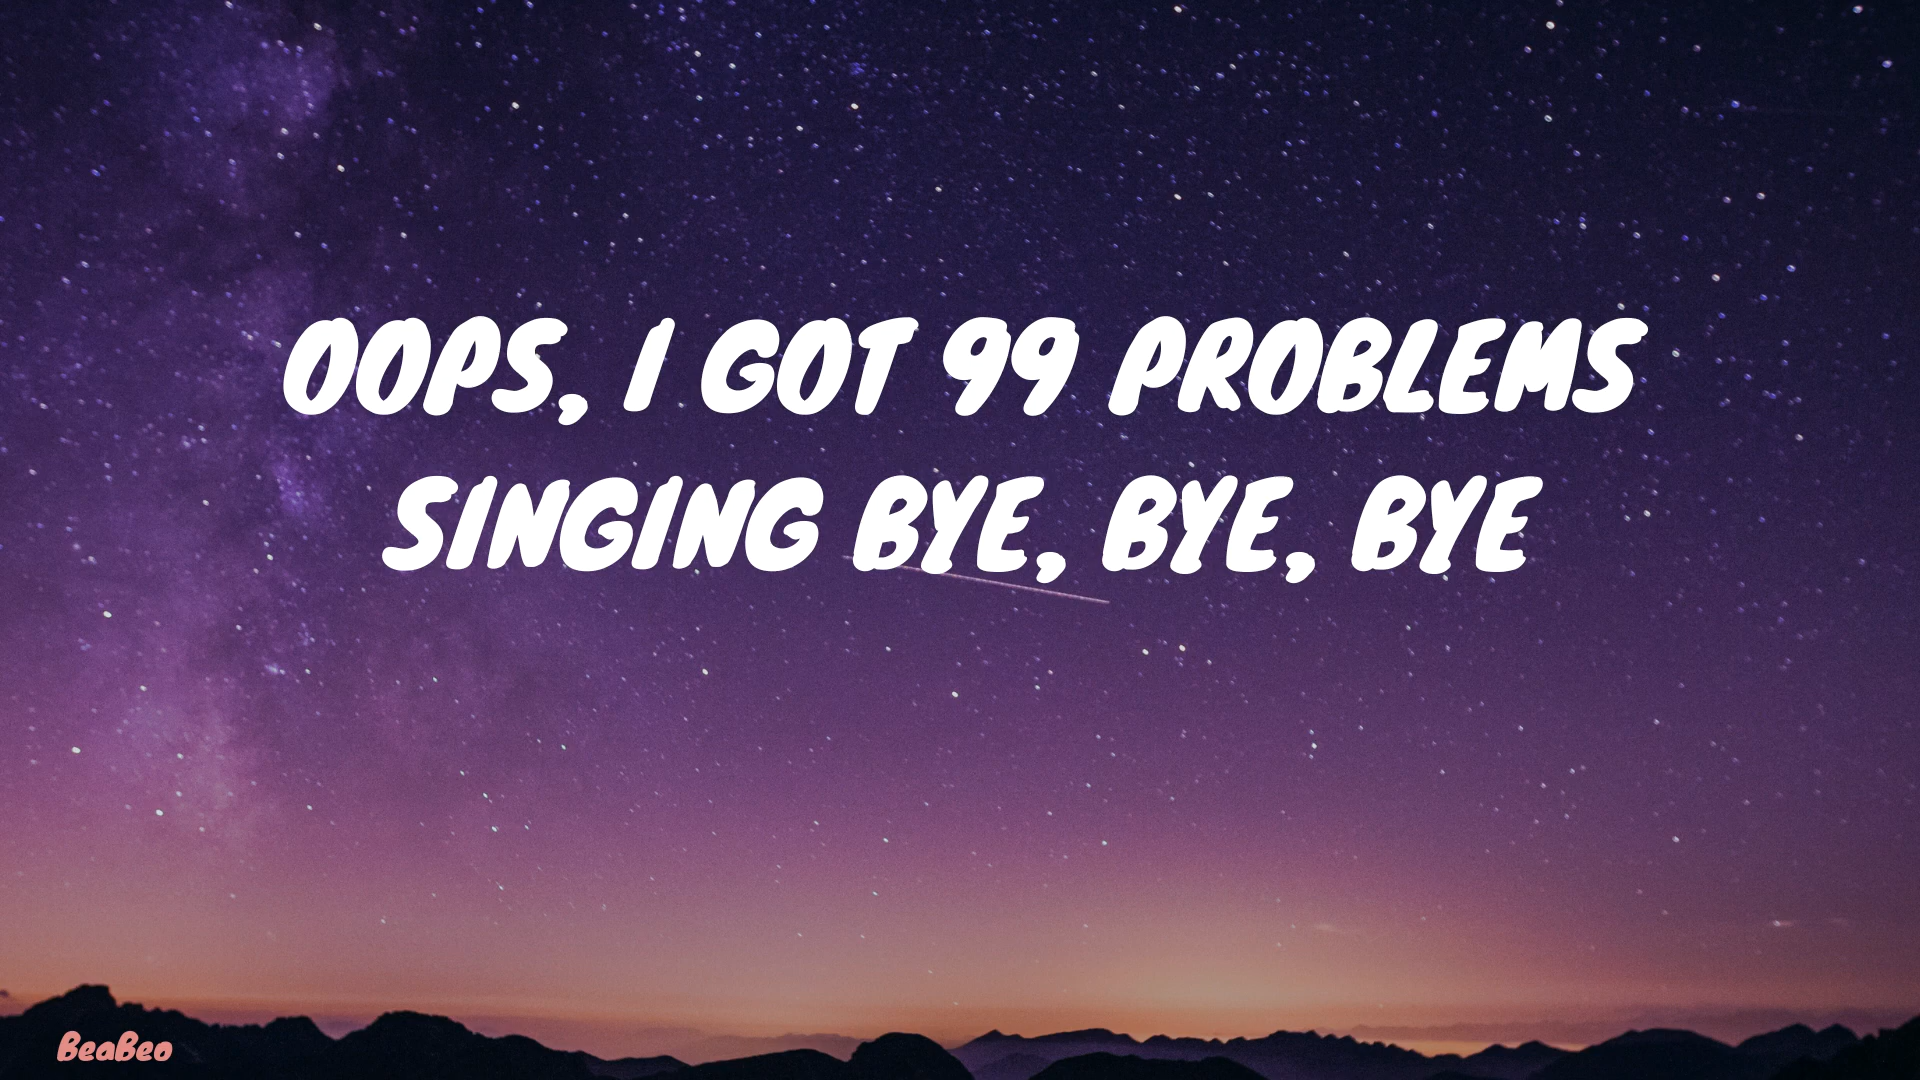 OOPS, I GOT 99 PROBLEMS
SINGING BYE, BYE, BYE
BeaBeo